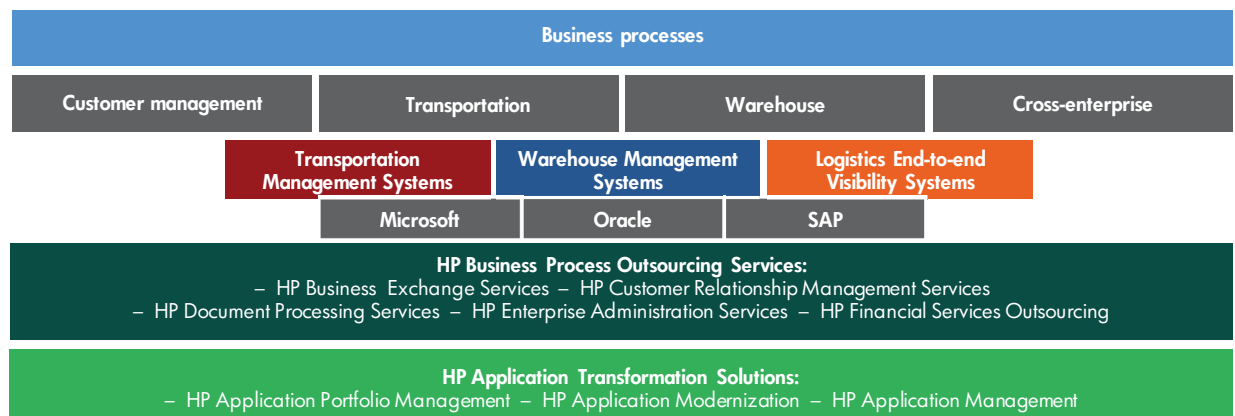 Business processes
Customer management
Transportation
Warehouse
Cross-enterprise
Transportation
Management Systems
Warehouse Management
Systems
Logistics End-to-end
Visibility Systems
Microsoft
Oracle
SAP
HP Business Process Outsourcing Services:
– HP Business Exchange Services – HP Customer Relationship Management Services
– HP Document Processing Services – HP Enterprise Administration Services – HP Financial Services Outsourcing
HP Application Transformation Solutions:
– HP Application Portfolio Management – HP Application Modernization – HP Application Management